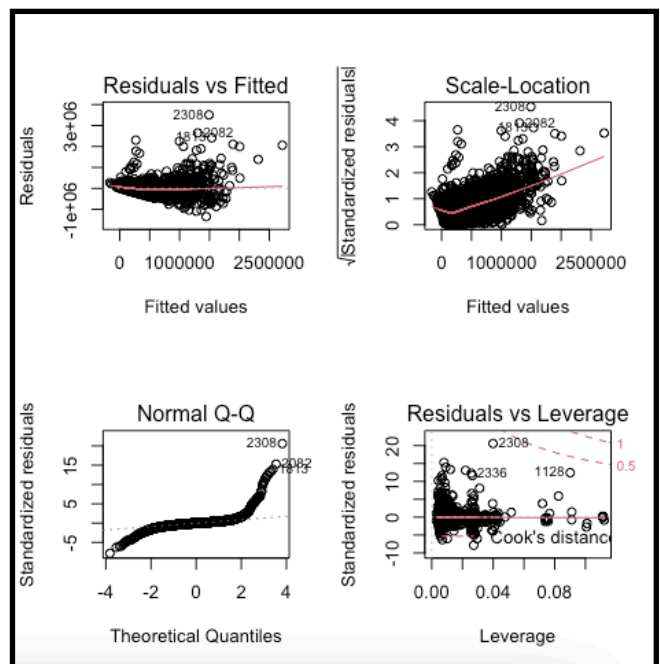 Residuals vs Fitted
Residuals
3e+06
-1e+06
2308
1813
2082
0 1000000 2500000
Fitted values
Scale-Location
√|Standardized residuals|
4
3
2
1
0
2308
1813
2082
0 1000000 2500000
Fitted values
Normal Q-Q
Standardized residuals
15
5
-5
2308
2082
1813
-4 -2 0 2 4
Theoretical Quantiles
Residuals vs Leverage
Standardized residuals
20
10
0
-10
2308
2336
1128
1
0.5
Cook's distance
0.00 0.04 0.08
Leverage